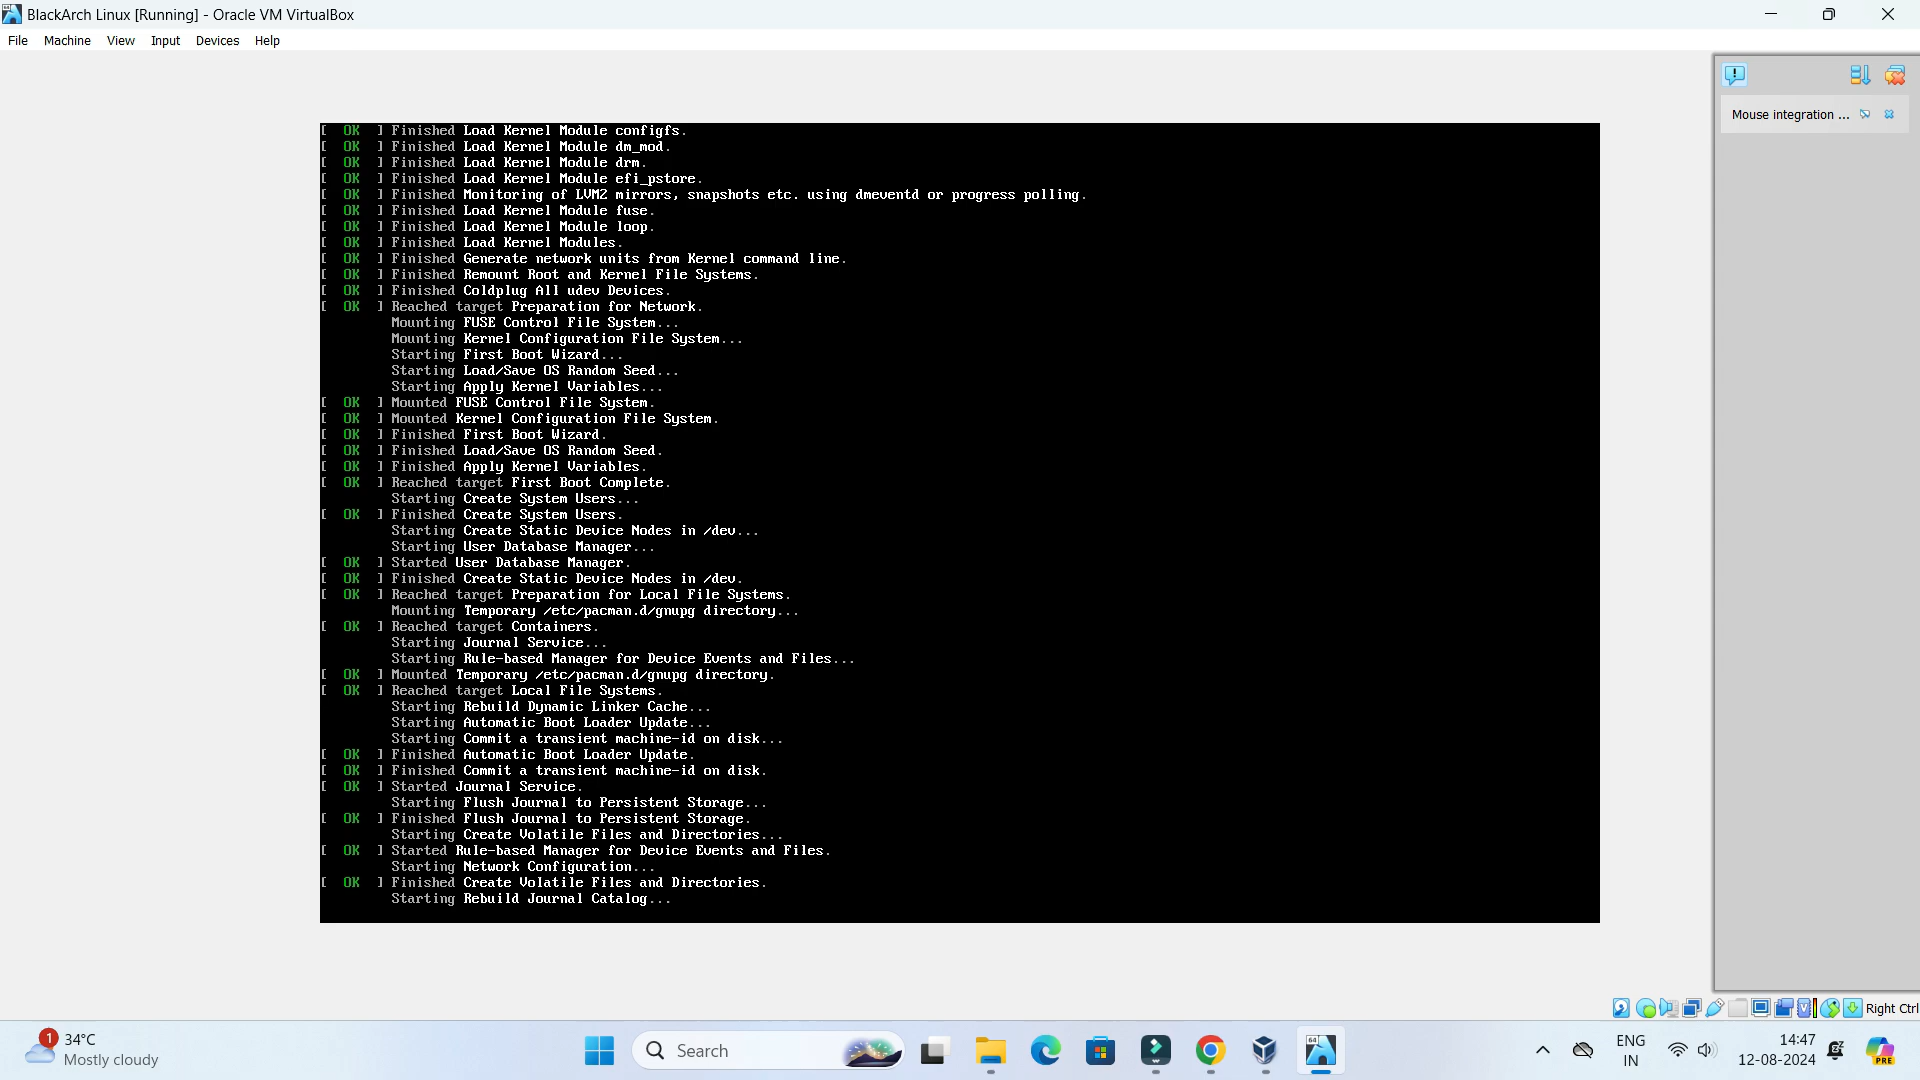 BlackArch Linux [Running] - Oracle VM VirtualBox
File Machine View Input Devices Help
Mouse integration ...
[ OK ] Finished Load Kernel Module configfs.
[ OK ] Finished Load Kernel Module dm_mod.
[ OK ] Finished Load Kernel Module drm.
[ OK ] Finished Load Kernel Module efi_pstore.
[ OK ] Finished Monitoring of LVM2 mirrors, snapshots etc. using dmeventd or progress polling.
[ OK ] Finished Load Kernel Module fuse.
[ OK ] Finished Load Kernel Module loop.
[ OK ] Finished Load Kernel Modules.
[ OK ] Finished Generate network units from Kernel command line.
[ OK ] Finished Remount Root and Kernel File Systems.
[ OK ] Finished Coldplug All udev Devices.
[ OK ] Reached target Preparation for Network.
Mounting FUSE Control File System...
Mounting Kernel Configuration File System...
Starting First Boot Wizard...
Starting Load/Save OS Random Seed...
Starting Apply Kernel Variables...
[ OK ] Mounted FUSE Control File System.
[ OK ] Mounted Kernel Configuration File System.
[ OK ] Finished First Boot Wizard.
[ OK ] Finished Load/Save OS Random Seed.
[ OK ] Finished Apply Kernel Variables.
[ OK ] Reached target First Boot Complete.
Starting Create System Users...
[ OK ] Finished Create System Users.
Starting Create Static Device Nodes in /dev...
Starting User Database Manager...
[ OK ] Started User Database Manager.
[ OK ] Finished Create Static Device Nodes in /dev.
[ OK ] Reached target Preparation for Local File Systems.
Mounting Temporary /etc/pacman.d/gnupg directory...
[ OK ] Reached target Containers.
Starting Journal Service...
Starting Rule-based Manager for Device Events and Files...
[ OK ] Mounted Temporary /etc/pacman.d/gnupg directory.
[ OK ] Reached target Local File Systems.
Starting Rebuild Dynamic Linker Cache...
Starting Automatic Boot Loader Update...
Starting Commit a transient machine-id on disk...
[ OK ] Finished Automatic Boot Loader Update.
[ OK ] Finished Commit a transient machine-id on disk.
[ OK ] Started Journal Service.
Starting Flush Journal to Persistent Storage...
[ OK ] Finished Flush Journal to Persistent Storage.
Starting Create Volatile Files and Directories...
[ OK ] Started Rule-based Manager for Device Events and Files.
Starting Network Configuration...
[ OK ] Finished Create Volatile Files and Directories.
Starting Rebuild Journal Catalog...
Right Ctrl
1
34°C
Mostly cloudy
Search
64
ENG
IN
14:47
12-08-2024
PRE